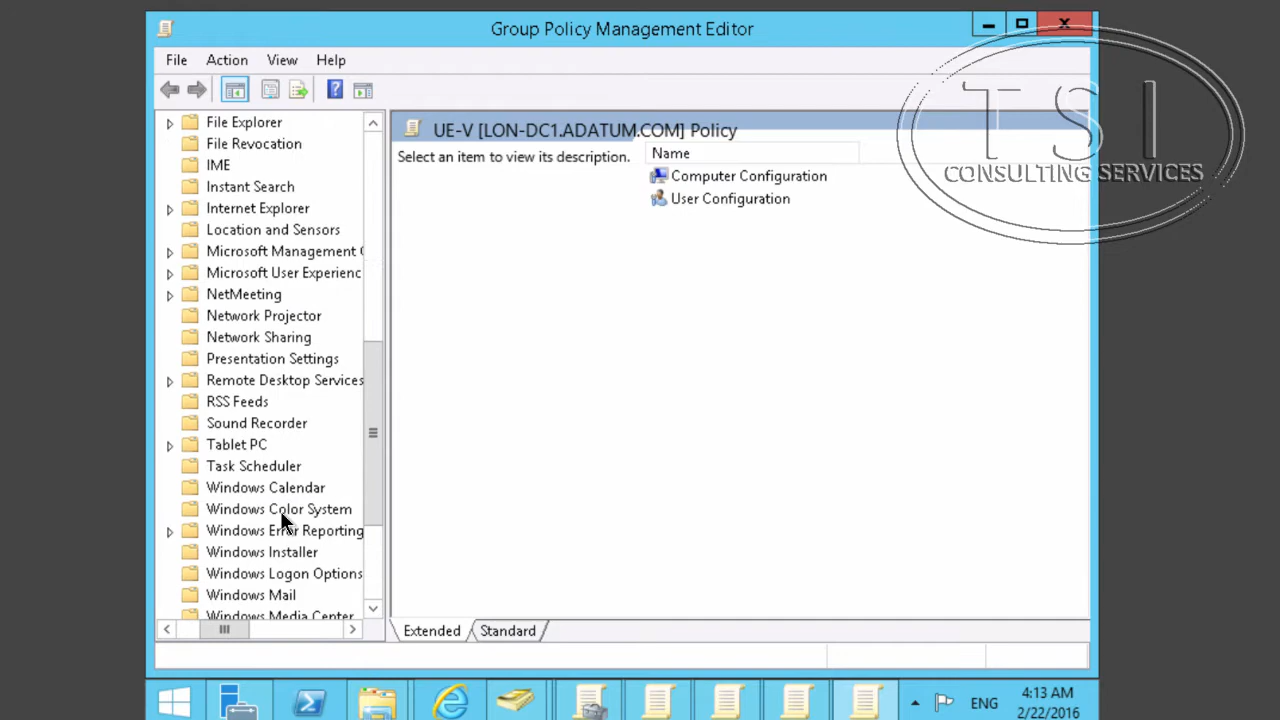 Group Policy Management Editor
File Action View Help
File Explorer
File Revocation
IME
Instant Search
Internet Explorer
Location and Sensors
Microsoft Management C
Microsoft User Experienc
NetMeeting
Network Projector
Network Sharing
Presentation Settings
Remote Desktop Services
RSS Feeds
Sound Recorder
Tablet PC
Task Scheduler
Windows Calendar
Windows Color System
Windows Error Reporting
Windows Installer
Windows Logon Options
Windows Mail
Windows Media Center
UE-V [LON-DC1.ADATUM.COM] Policy
Select an item to view its description.
Name
Computer Configuration
User Configuration
Extended Standard
TSI
CONSULTING SERVICES
ENG
4:13 AM
2/22/2016